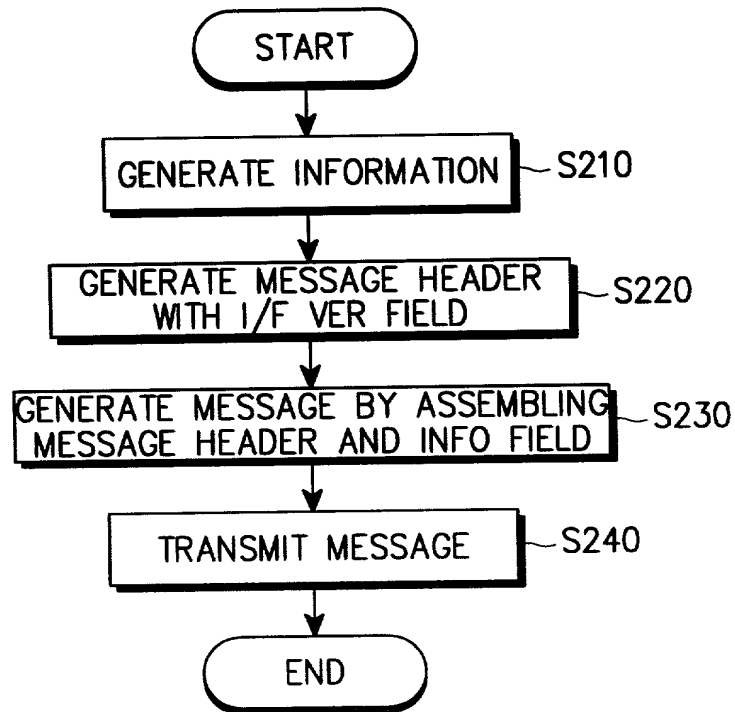 START
GENERATE INFORMATION
S210
GENERATE MESSAGE HEADER
WITH I/F VER FIELD
S220
GENERATE MESSAGE BY ASSEMBLING
MESSAGE HEADER AND INFO FIELD
S230
TRANSMIT MESSAGE
S240
END